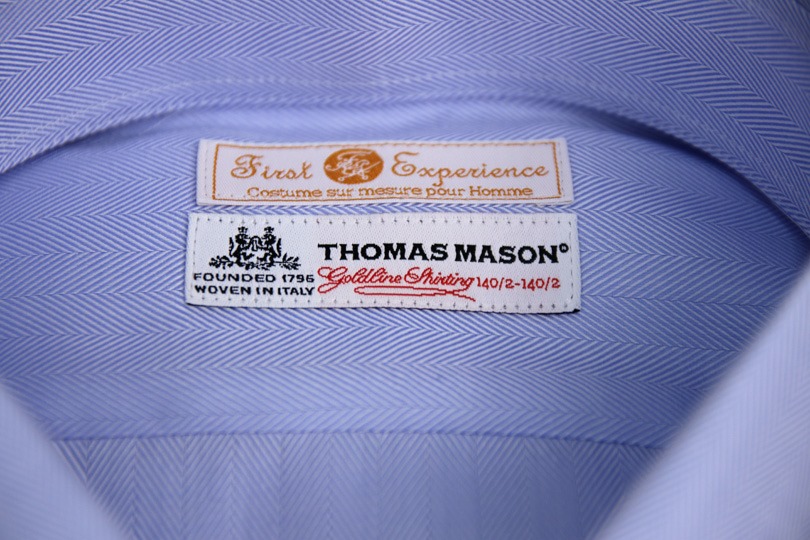 First Experience
Costume sur mesure pour Homme
THOMAS MASON®
FOUNDED 1796
WOVEN IN ITALY
Goldline Shirting 140/2-140/2